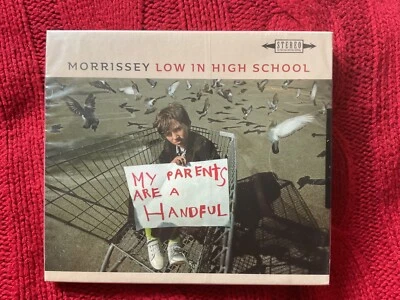 STEREO
MORRISSEY LOW IN HIGH SCHOOL
MY PARENTS
ARE A
HANDFUL